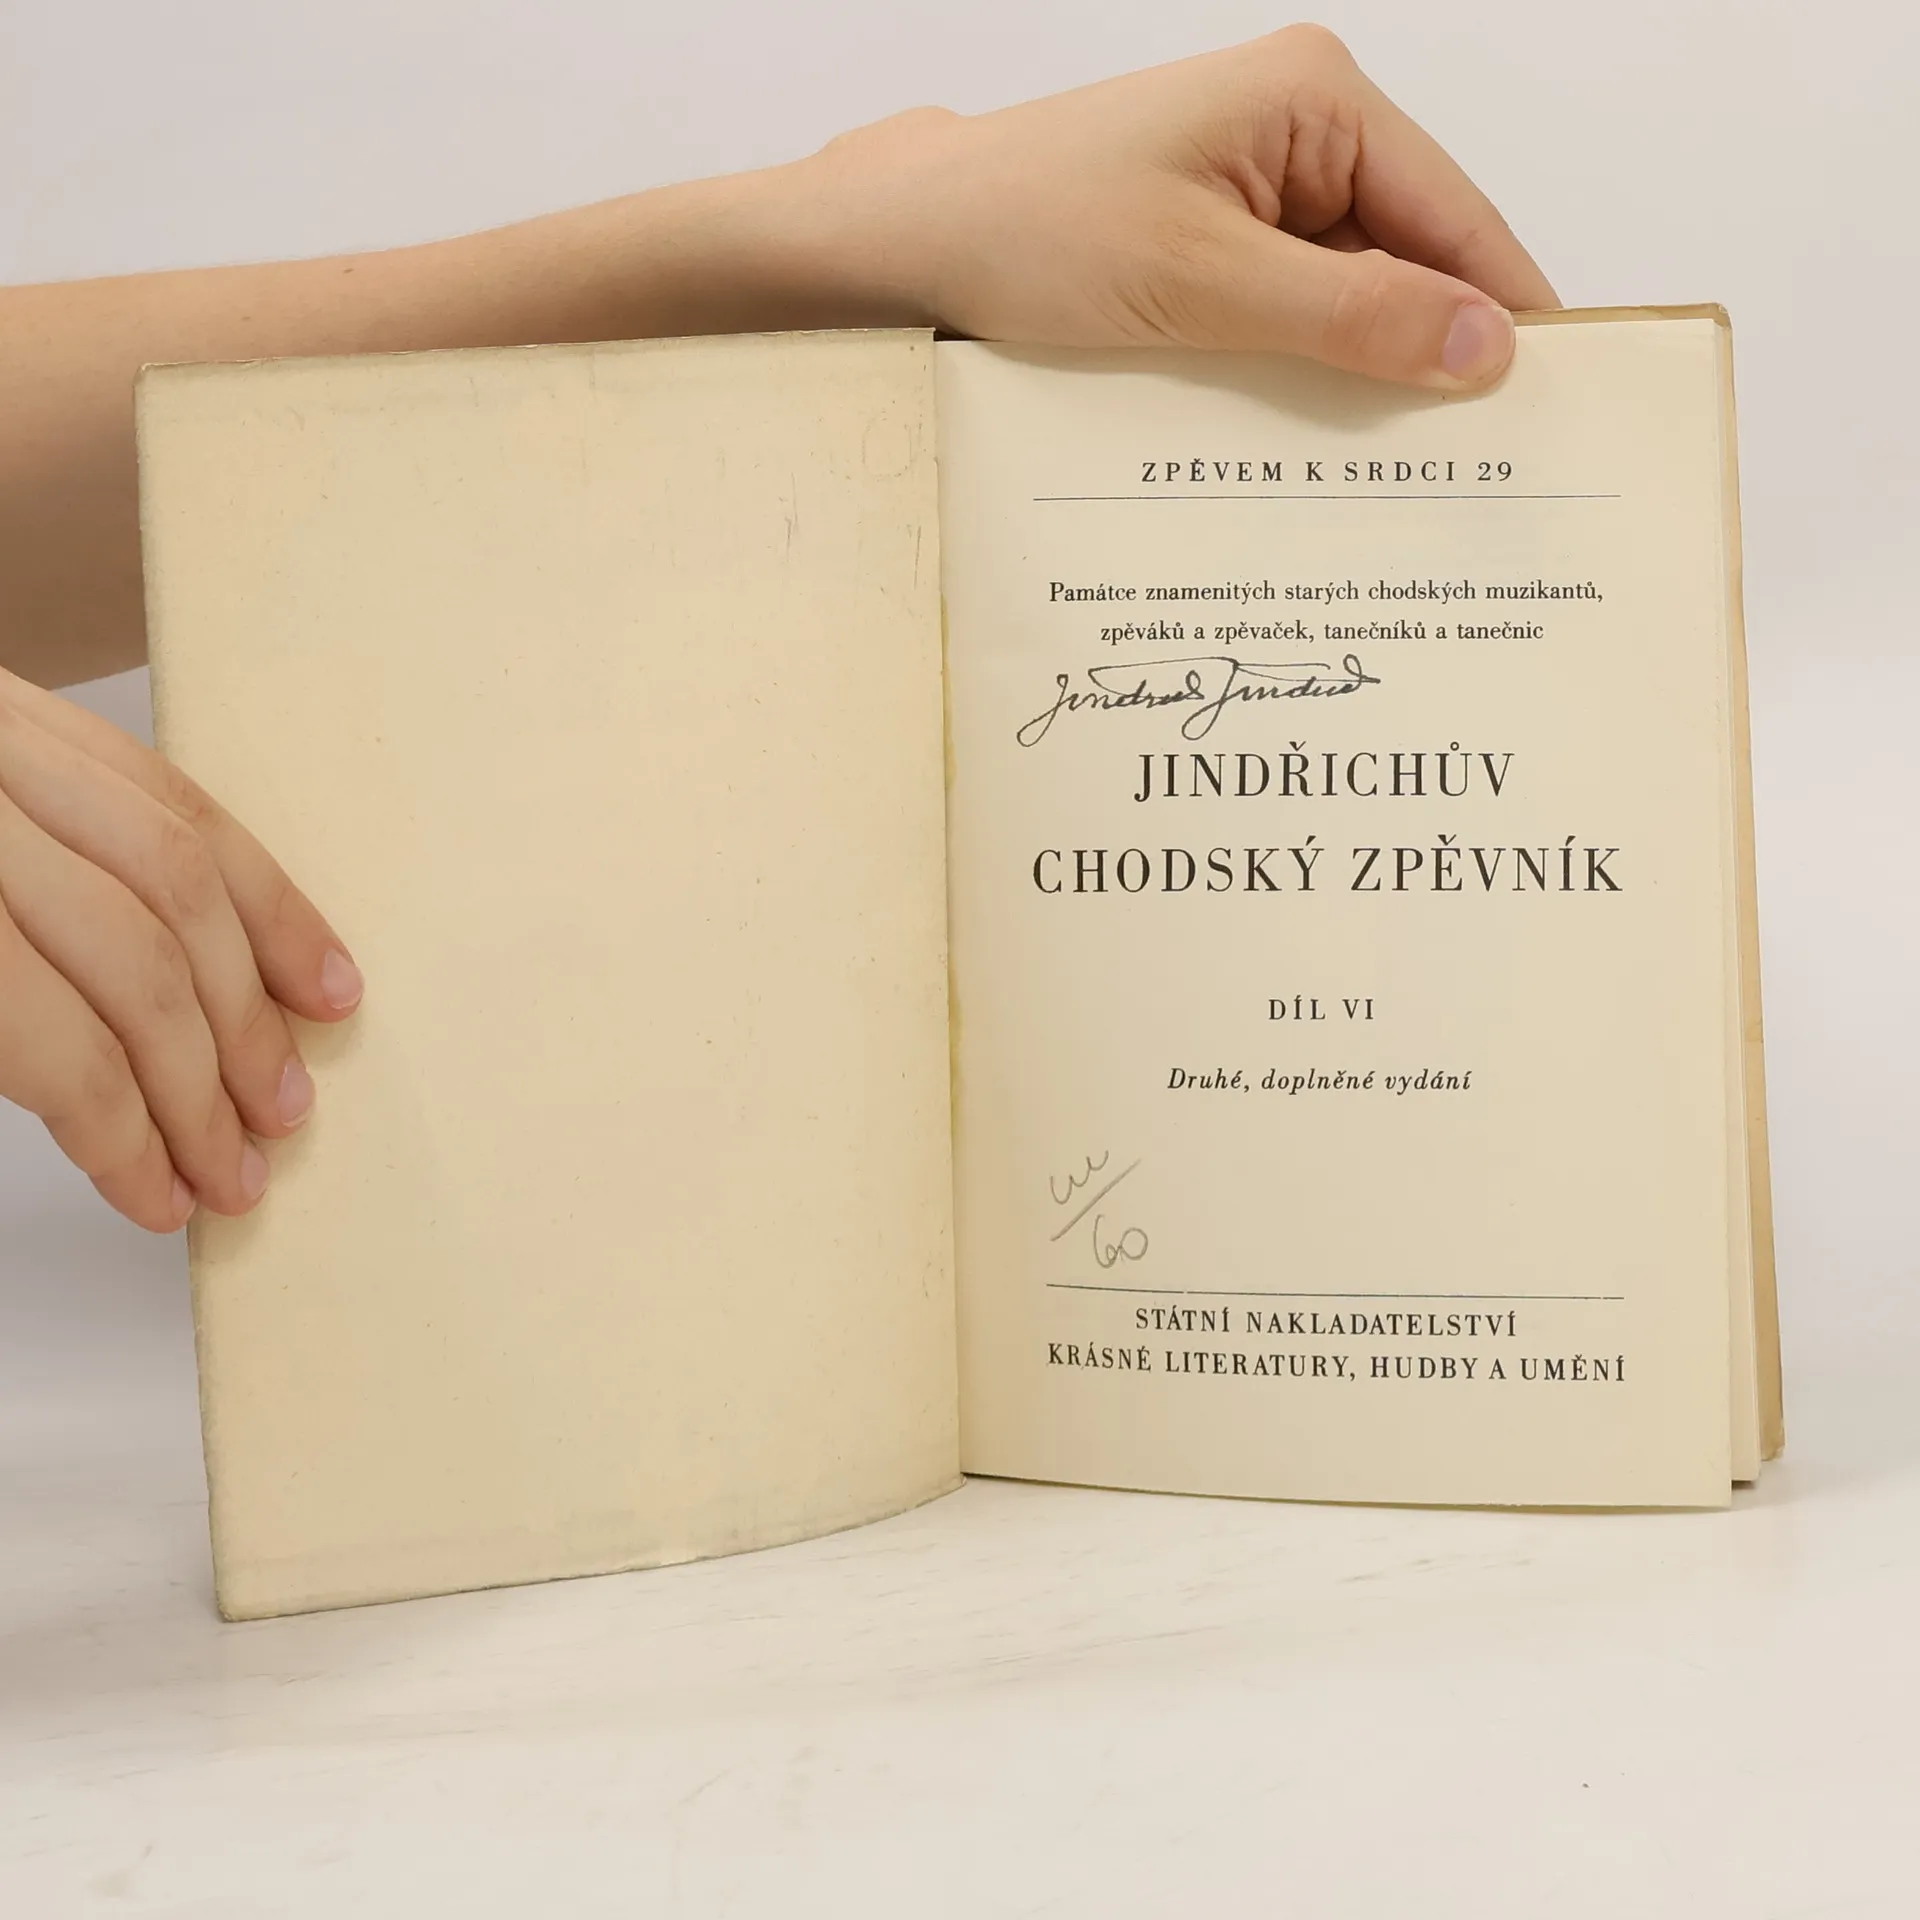 ZPĚVEM K SRDCI 29
Památce znamenitých starých chodských muzikantů,
zpěváků a zpěvaček, tanečníků a tanečnic
JINDŘICHŮV
CHODSKÝ ZPĚVNÍK
DÍL VI
Druhé, doplněné vydání
60
STÁTNÍ NAKLADATELSTVÍ
KRÁSNÉ LITERATURY, HUDBY A UMĚNÍ